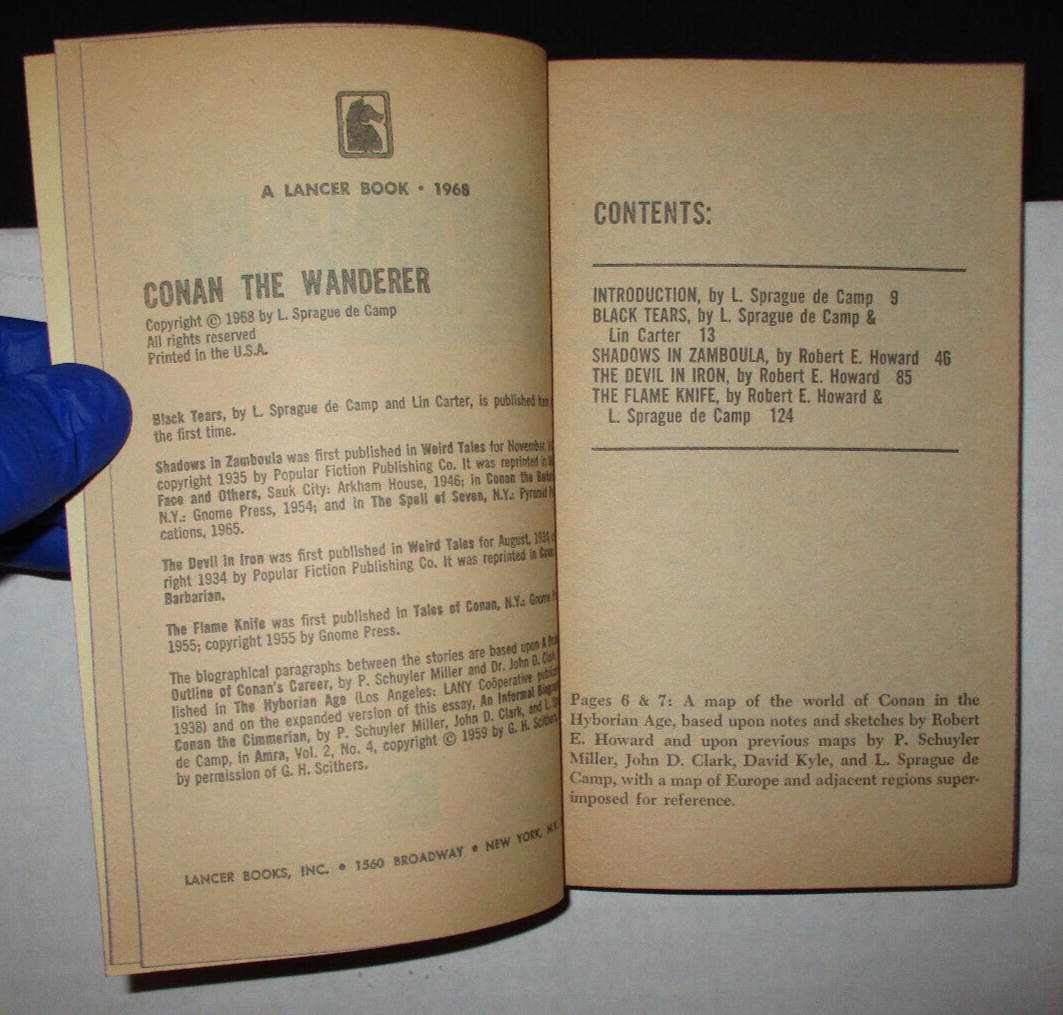 A LANCER BOOK • 1968
CONAN THE WANDERER
Copyright © 1968 by L. Sprague de Camp
All rights reserved
Printed in the U.S.A.
Black Tears, by L. Sprague de Camp and Lin Carter, is published
the first time.
Shadows in Zamboula was first published in Weird Tales for November,
copyright 1935 by Popular Fiction Publishing Co. It was reprinted in
Face and Others, Sauk City: Arkham House, 1946; in Conan the
N.Y.: Gnome Press, 1954; and in The Spell of Seven, N.Y.: Pyramid
cations, 1965.
The Devil in Iron was first published in Weird Tales for August, 1934
right 1934 by Popular Fiction Publishing Co. It was reprinted in
Barbarian.
The Flame Knife was first published in Tales of Conan, N.Y.: Gnome
1955; copyright 1955 by Gnome Press.
The biographical paragraphs between the stories are based upon A
Outline of Conan's Career, by P. Schuyler Miller and Dr. John D. Clark,
lished in The Hyborian Age (Los Angeles: LANY Coöperative
1938) and on the expanded version of this essay, An Informal
Conan the Cimmerian, by P. Schuyler Miller, John D. Clark, and L.
de Camp, in Amra, Vol. 2, No. 4, copyright © 1959 by G. H. Scithers.
by permission of G. H. Scithers.
LANCER BOOKS, INC. • 1560 BROADWAY • NEW YORK, N.Y.
CONTENTS:
INTRODUCTION, by L. Sprague de Camp 9
BLACK TEARS, by L. Sprague de Camp &
Lin Carter 13
SHADOWS IN ZAMBOULA, by Robert E. Howard 46
THE DEVIL IN IRON, by Robert E. Howard 85
THE FLAME KNIFE, by Robert E. Howard &
L. Sprague de Camp 124
Pages 6 & 7: A map of the world of Conan in the
Hyborian Age, based upon notes and sketches by Robert
E. Howard and upon previous maps by P. Schuyler
Miller, John D. Clark, David Kyle, and L. Sprague de
Camp, with a map of Europe and adjacent regions super-
imposed for reference.